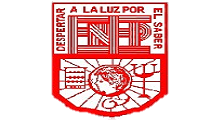 DESPERTAR
A LA LUZ POR
EL SABER
ENP